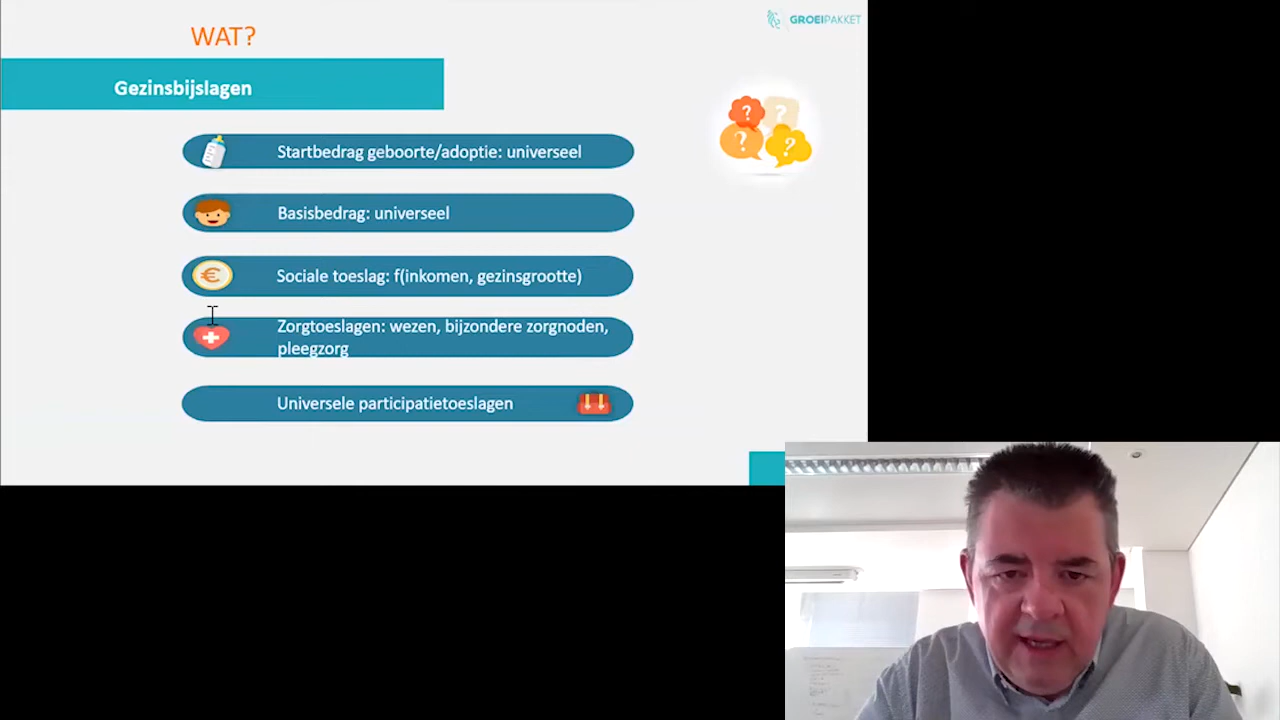 WAT?
GROEIPAKKET
Gezinsbijslagen
? ? ? ?
Startbedrag geboorte/adoptie: universeel
Basisbedrag: universeel
Sociale toeslag: f(inkomen, gezinsgrootte)
Zorgtoeslagen: wezen, bijzondere zorgnoden,
pleegzorg
Universele participatietoeslagen